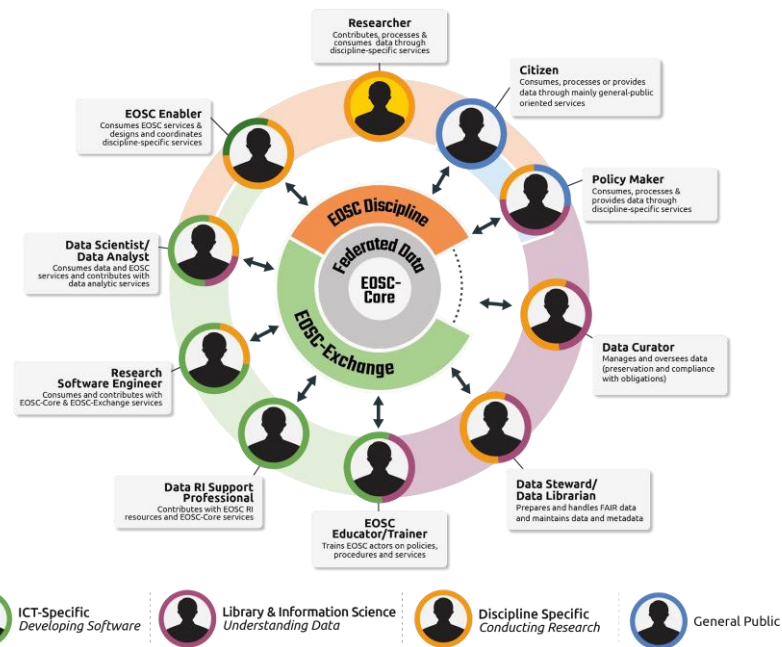 Researcher
Contributes, processes &
consumes data through
discipline-specific services
Citizen
Consumes, processes or provides
data through mainly general-public
oriented services
EOSC Enabler
Consumes EOSC services &
designs and coordinates
discipline-specific services
Policy Maker
Consumes, processes &
provides data through
discipline-specific services
EOSC Discipline
Federated Data
EOSC-
Core
EOSC-Exchange
Data Scientist/
Data Analyst
Consumes data and EOSC
services and contributes with
data analytic services
Data Curator
Manages and oversees data
(preservation and compliance
with obligations)
Research
Software Engineer
Consumes and contributes with
EOSC-Core & EOSC-Exchange services
Data RI Support
Professional
Contributes with EOSC RI
resources and EOSC-Core services
EOSC
Educator/Trainer
Trains EOSC actors on policies,
procedures and services
Data Steward/
Data Librarian
Prepares and handles FAIR data
and maintains data and metadata
ICT-Specific
Developing Software
Library & Information Science
Understanding Data
Discipline Specific
Conducting Research
General Public